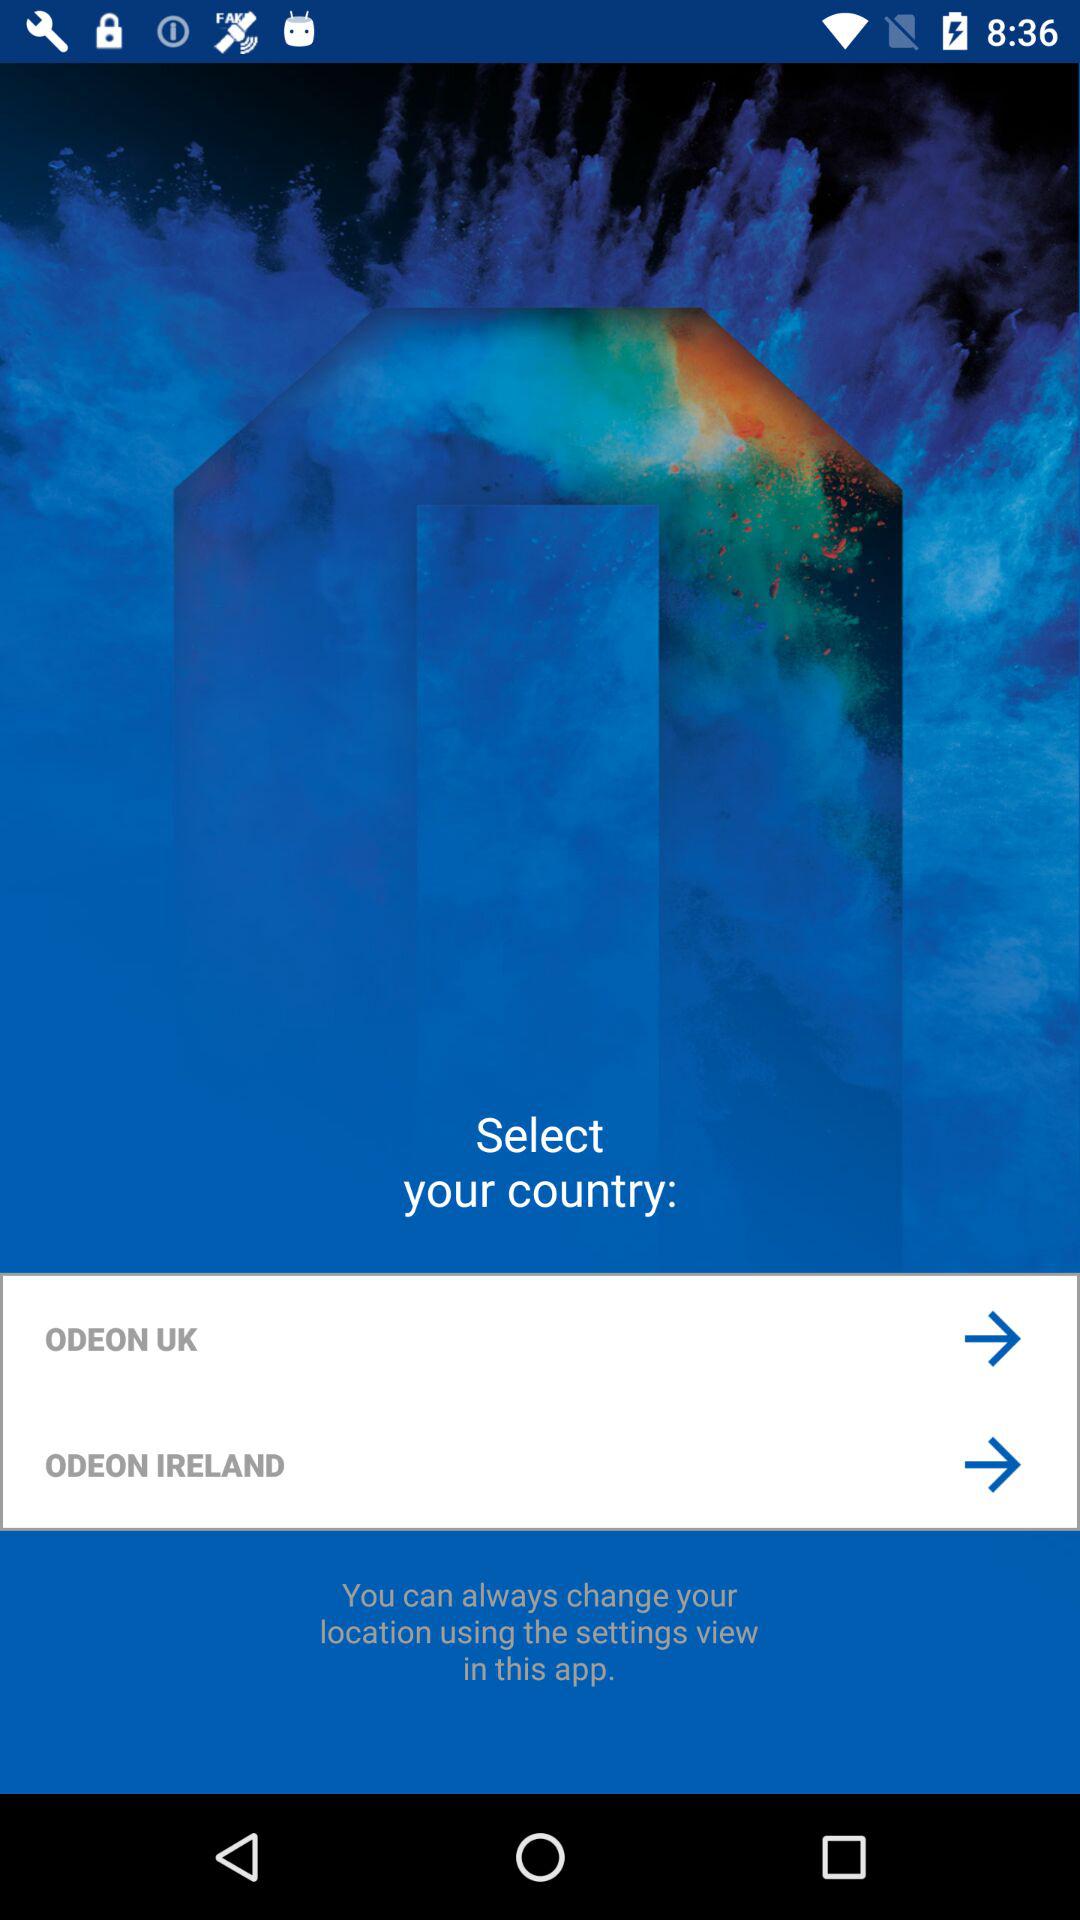 FAKE
8:36
Select
your country:
ODEON UK
ODEON IRELAND
You can always change your
location using the settings view
in this app.